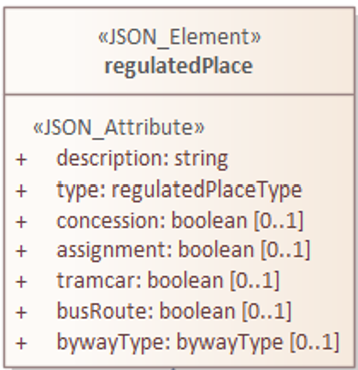 «JSON_Element»
regulatedPlace
«JSON_Attribute»
+ description: string
+ type: regulatedPlaceType
+ concession: boolean [0..1]
+ assignment: boolean [0..1]
+ tramcar: boolean [0..1]
+ busRoute: boolean [0..1]
+ bywayType: bywayType [0..1]